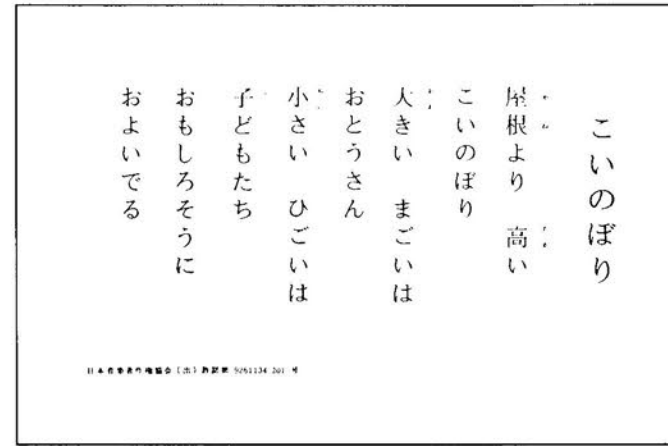 こいのぼり
屋根より　高い
こいのぼり
大きい　まごいは
おとうさん
小さい　ひごいは
子どもたち
おもしろそうに
およいでる